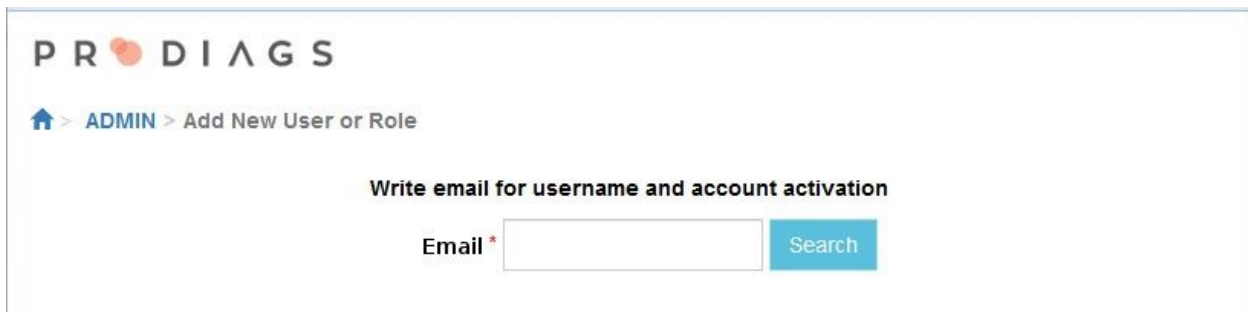 PRODIAGS
> ADMIN > Add New User or Role
Write email for username and account activation
Email * Search